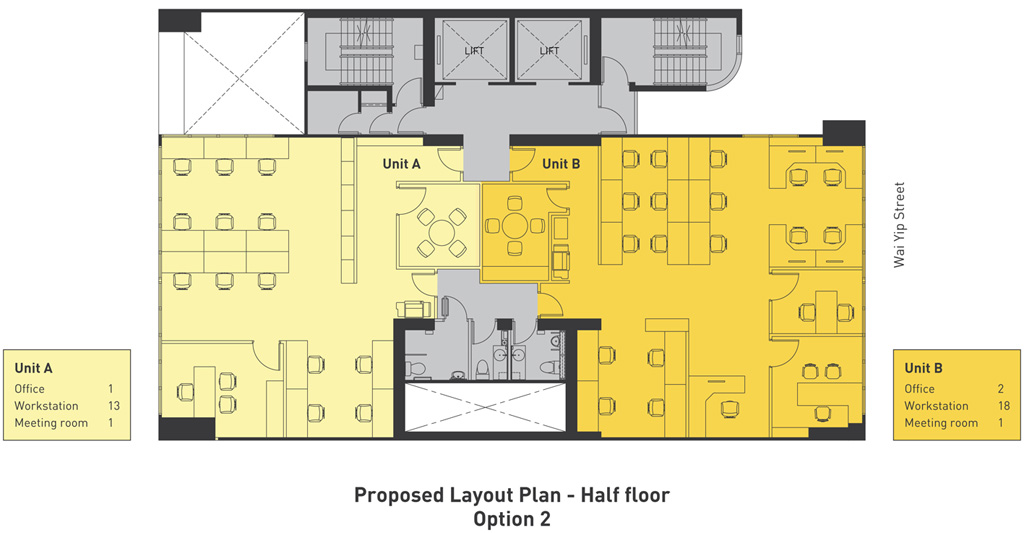 LIFT
LIFT
Unit A
Unit B
Wai Yip Street
Unit A
Office 1
Workstation 13
Meeting room 1
Unit B
Office 2
Workstation 18
Meeting room 1
Proposed Layout Plan - Half floor
Option 2